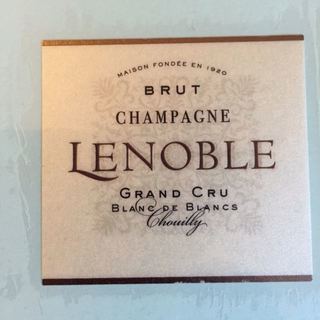 MAISON FONDÉE EN 1920
BRUT
CHAMPAGNE
LENOBLE
GRAND CRU
BLANC DE BLANCS
Chouilly